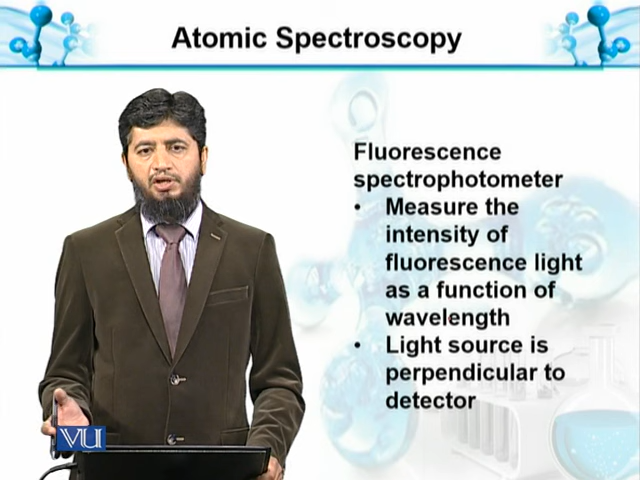 Atomic Spectroscopy
Fluorescence
spectrophotometer
• Measure the
intensity of
fluorescence light
as a function of
wavelength
• Light source is
perpendicular to
detector
VU